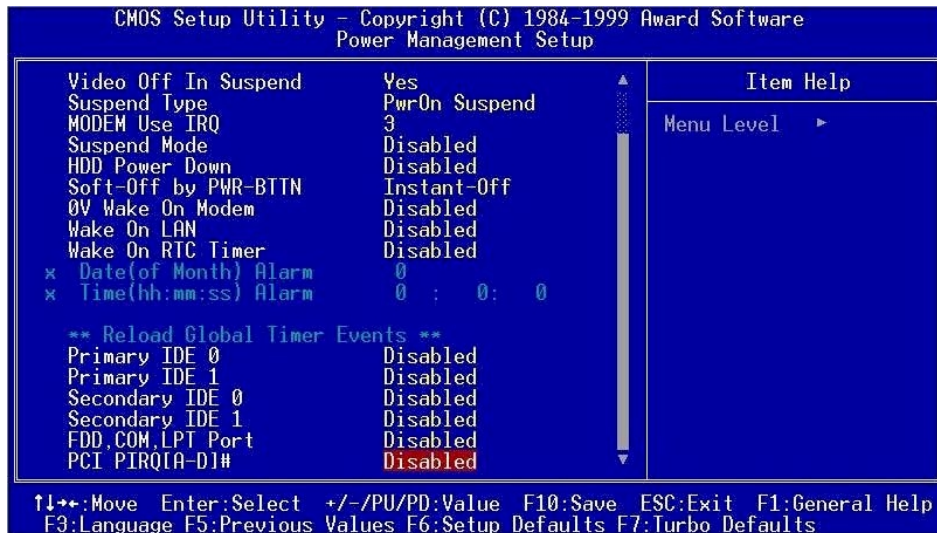 CMOS Setup Utility - Copyright (C) 1984-1999 Award Software
Power Management Setup
Video Off In Suspend Yes
Suspend Type PwrOn Suspend
MODEM Use IRQ 3
Suspend Mode Disabled
HDD Power Down Disabled
Soft-Off by PWR-BTTN Instant-Off
0V Wake On Modem Disabled
Wake On LAN Disabled
Wake On RTC Timer Disabled
x Date(of Month) Alarm 0
x Time(hh:mm:ss) Alarm 0 : 0: 0
** Reload Global Timer Events **
Primary IDE 0 Disabled
Primary IDE 1 Disabled
Secondary IDE 0 Disabled
Secondary IDE 1 Disabled
FDD,COM,LPT Port Disabled
PCI PIRQ[A-D]# Disabled
Item Help
Menu Level ►
↑↓→←:Move Enter:Select +/-/PU/PD:Value F10:Save ESC:Exit F1:General Help
F3:Language F5:Previous Values F6:Setup Defaults F7:Turbo Defaults